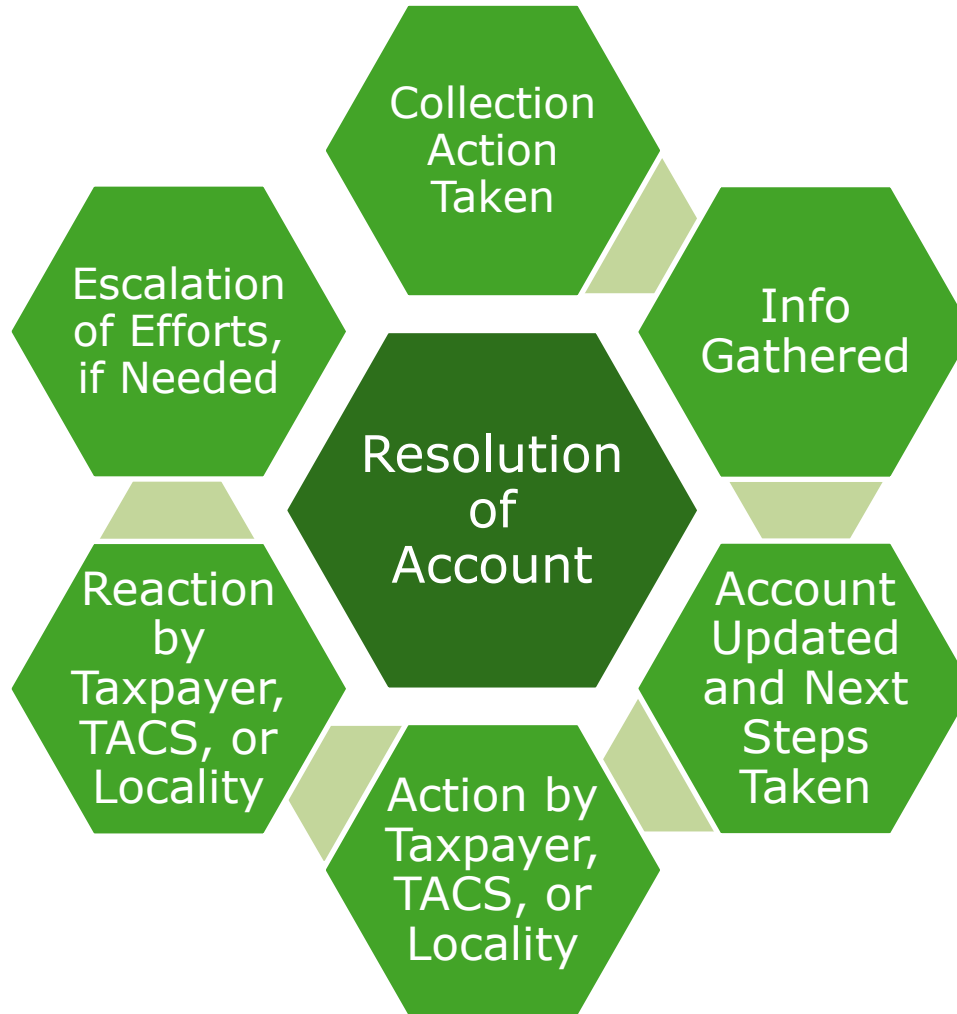 Collection
Action
Taken
Info
Gathered
Account
Updated
and Next
Steps
Taken
Action by
Taxpayer,
TACS, or
Locality
Reaction
by
Taxpayer,
TACS, or
Locality
Escalation
of Efforts,
if Needed
Resolution
of
Account